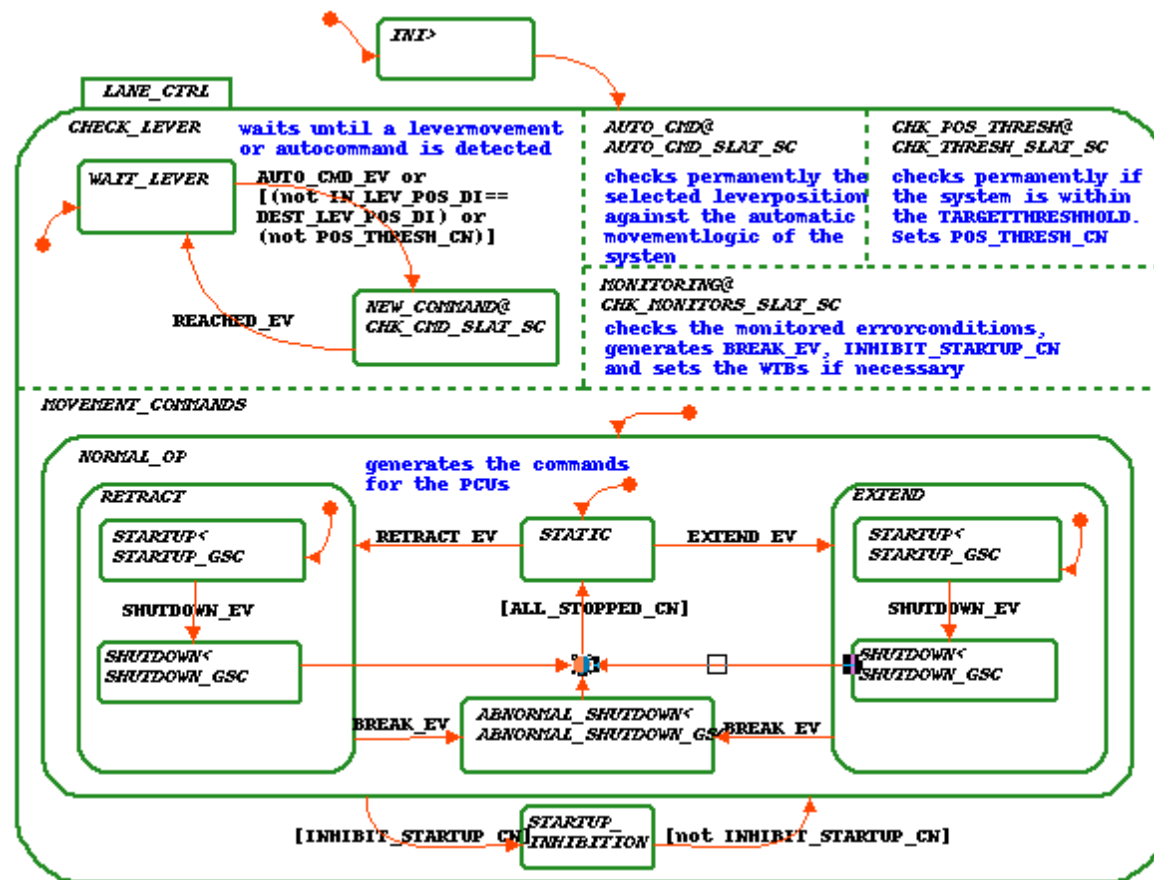 INI>
LANE_CTRL
CHECK_LEVER
waits until a levermovement
or autocommand is detected
WAIT_LEVER
AUTO_CMD_EV or
[(not IN_LEV_POS_DI==
DEST_LEV_POS_DI) or
(not POS_THRESH_CN)]
NEW_COMMAND@
CHK_CMD_SLAT_SC
REACHED_EV
AUTO_CMD@
AUTO_CMD_SLAT_SC
checks permanently the
selected leverposition
against the automatic
movementlogic of the
systen
CHK_POS_THRESH@
CHK_THRESH_SLAT_SC
checks permanently if
the system is within
the TARGETTHRESHHOLD.
Sets POS_THRESH_CN
MONITORING@
CHK_MONITORS_SLAT_SC
checks the monitored errorconditions,
generates BREAK_EV, INHIBIT_STARTUP_CN
and sets the WTBs if necessary
MOVEMENT_COMMANDS
NORMAL_OP
generates the commands
for the PCUs
RETRACT
STARTUP<
STARTUP_GSC
SHUTDOWN_EV
SHUTDOWN<
SHUTDOWN_GSC
RETRACT_EV
STATIC
EXTEND_EV
[ALL_STOPPED_CN]
EXTEND
STARTUP<
STARTUP_GSC
SHUTDOWN_EV
SHUTDOWN<
SHUTDOWN_GSC
BREAK_EV
ABNORMAL_SHUTDOWN<
ABNORMAL_SHUTDOWN_GSC
BREAK_EV
[INHIBIT_STARTUP_CN]
STARTUP_
INHIBITION
[not INHIBIT_STARTUP_CN]